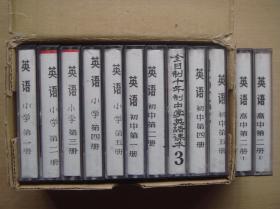 英语 小学 第一册
英语 小学 第二册
英语 小学 第三册
英语 小学 第四册
英语 小学 第五册
英语 初中第一册
英语 初中第二册
全日制十年制中学英语课本 3
英语 初中第四册
英语 初中第五册
英语 高中第一册
英语 高中第二册